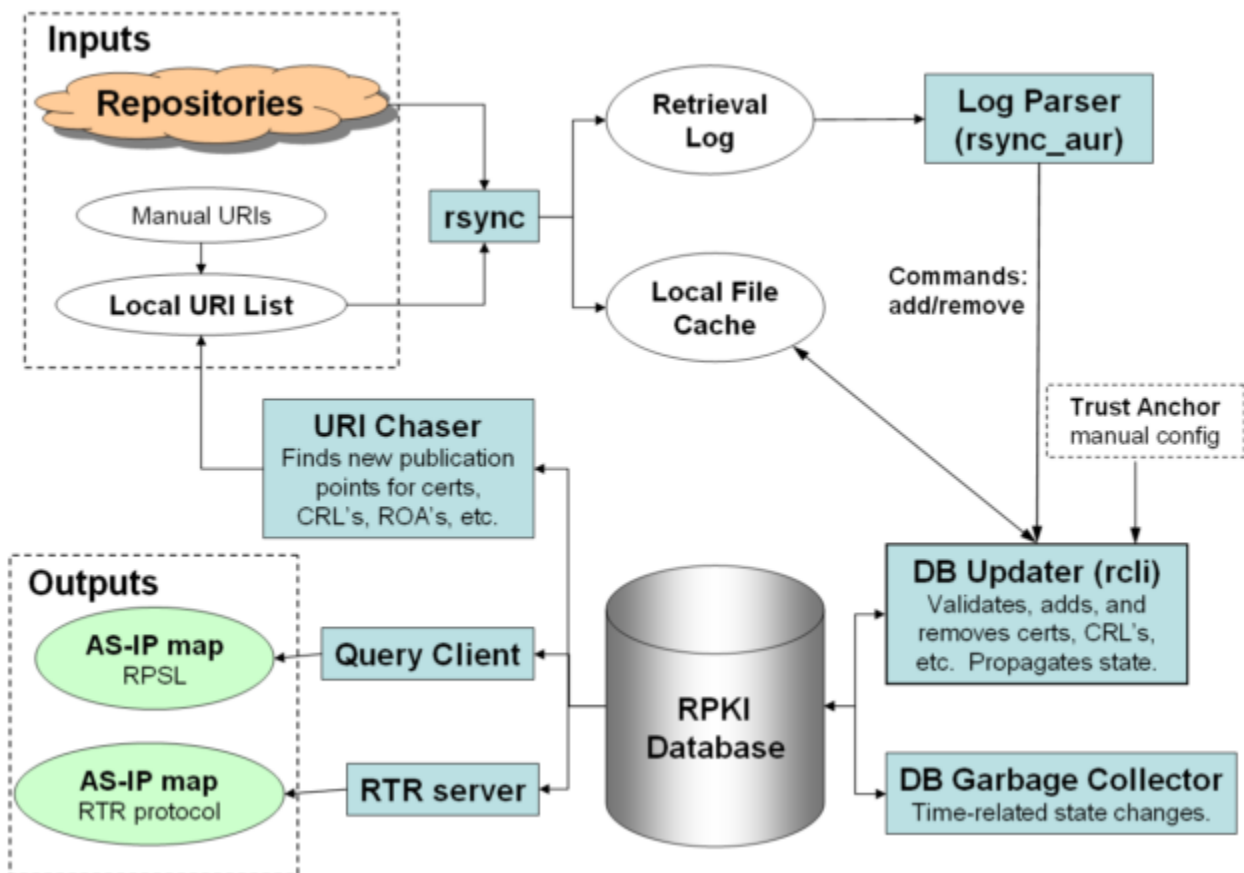 Inputs
Repositories
Manual URIs
Local URI List
rsync
Retrieval
Log
Local File
Cache
Log Parser
(rsync_aur)
Commands:
add/remove
Trust Anchor
manual config
URI Chaser
Finds new publication
points for certs,
CRL's, ROA's, etc.
Outputs
AS-IP map
RPSL
AS-IP map
RTR protocol
Query Client
RTR server
RPKI
Database
DB Updater (rcli)
Validates, adds, and
removes certs, CRL's,
etc. Propagates state.
DB Garbage Collector
Time-related state changes.